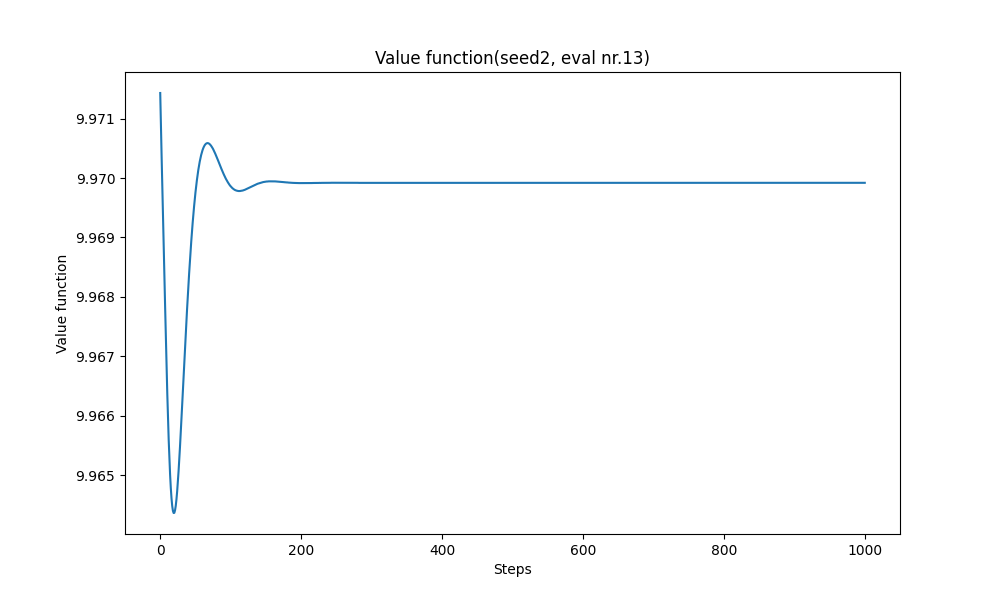 Value function(seed2, eval nr.13)
9.971
9.970
9.969
9.968
9.967
9.966
9.965
Value function
0 200 400 600 800 1000
Steps